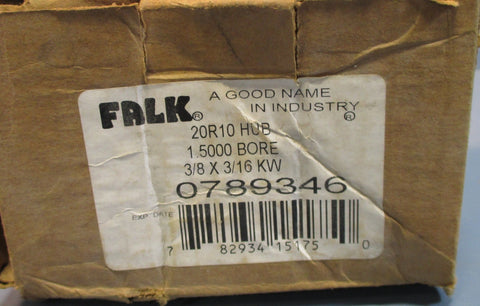 FALK® A GOOD NAME
IN INDUSTRY®
20R10 HUB
1.5000 BORE
3/8 X 3/16 KW
0789346
EXP. DATE
7 82934 15175 0